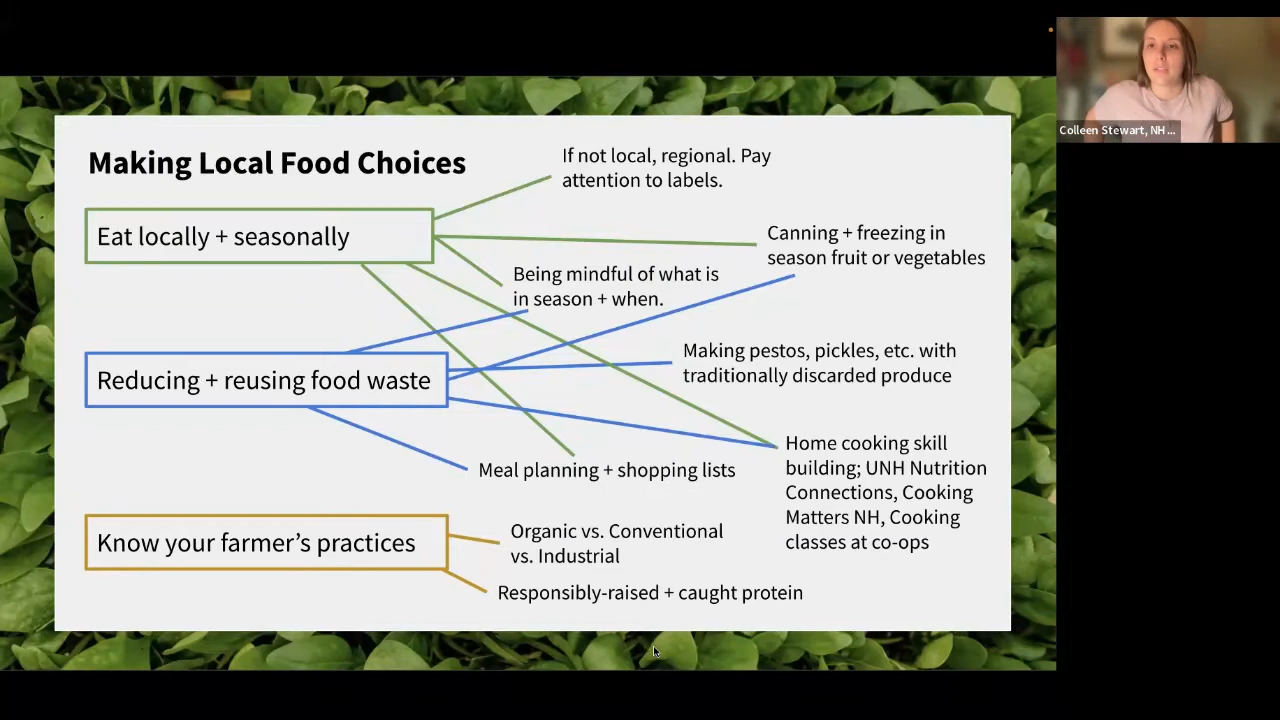 Making Local Food Choices
If not local, regional. Pay
attention to labels.
Eat locally + seasonally
Canning + freezing in
season fruit or vegetables
Being mindful of what is
in season + when.
Reducing + reusing food waste
Making pestos, pickles, etc. with
traditionally discarded produce
Meal planning + shopping lists
Home cooking skill
building; UNH Nutrition
Connections, Cooking
Matters NH, Cooking
classes at co-ops
Know your farmer’s practices
Organic vs. Conventional
vs. Industrial
Responsibly-raised + caught protein
Colleen Stewart, NH ...